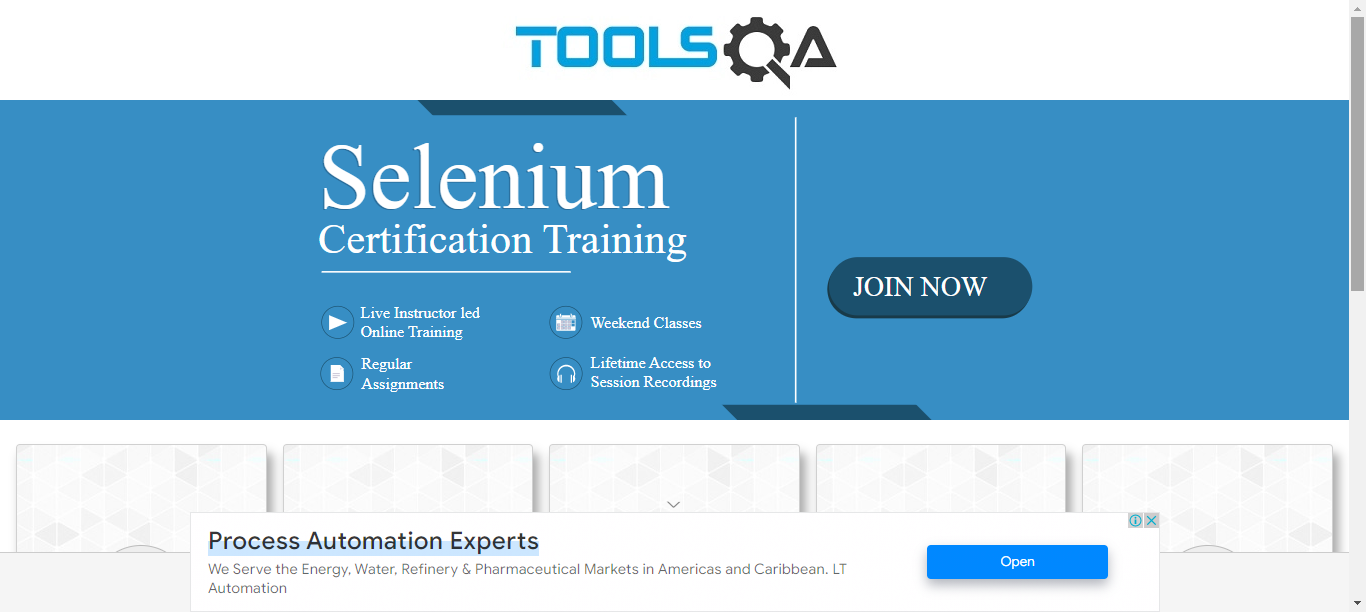 TOOLSQA
Selenium
Certification Training
Live Instructor led
Online Training
Weekend Classes
Regular
Assignments
Lifetime Access to
Session Recordings
JOIN NOW
Process Automation Experts
We Serve the Energy, Water, Refinery & Pharmaceutical Markets in Americas and Caribbean. LT
Automation
Open